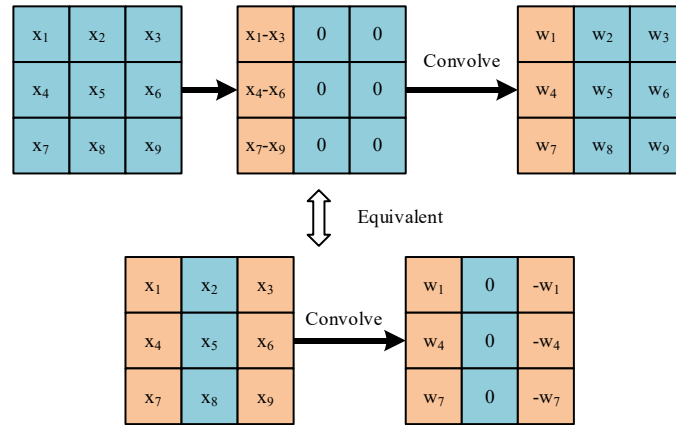 x₁ x₂ x₃ x₁-x₃ 0 0 w₁ w₂ w₃
Convolve
x₄ x₅ x₆ x₄-x₆ 0 0 w₄ w₅ w₆
x₇ x₈ x₉ x₇-x₉ 0 0 w₇ w₈ w₉
Equivalent
x₁ x₂ x₃ w₁ 0 -w₁
Convolve
x₄ x₅ x₆ w₄ 0 -w₄
x₇ x₈ x₉ w₇ 0 -w₇